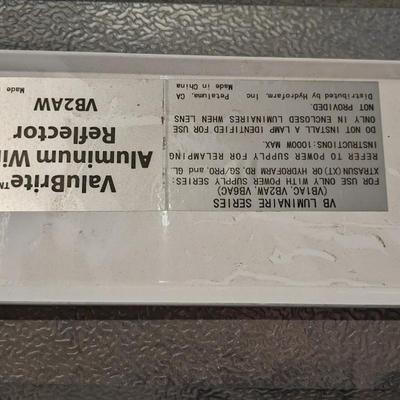 ValuBrite™
Aluminum Wi
Reflector
VB2AW
Made
VB LUMINAIRE SERIES
(VB1AC, VB2AW, VB6AC)
FOR USE ONLY WITH POWER SUPPLY SERIES:
XTRASUN (XT) OR HYDROFARM RD, SG/PG, and, GL
REFER TO POWER SUPPLY FOR RELAMPING
INSTRUCTIONS:1000W MAX.
DO NOT INSTALL A LAMP IDENTIFIED FOR USE
ONLY IN ENCLOSED LUMINAIRES WHEN LENS
NOT PROVIDED.
Distributed by Hydrofarm, Inc Petaluma, CA
Made in China